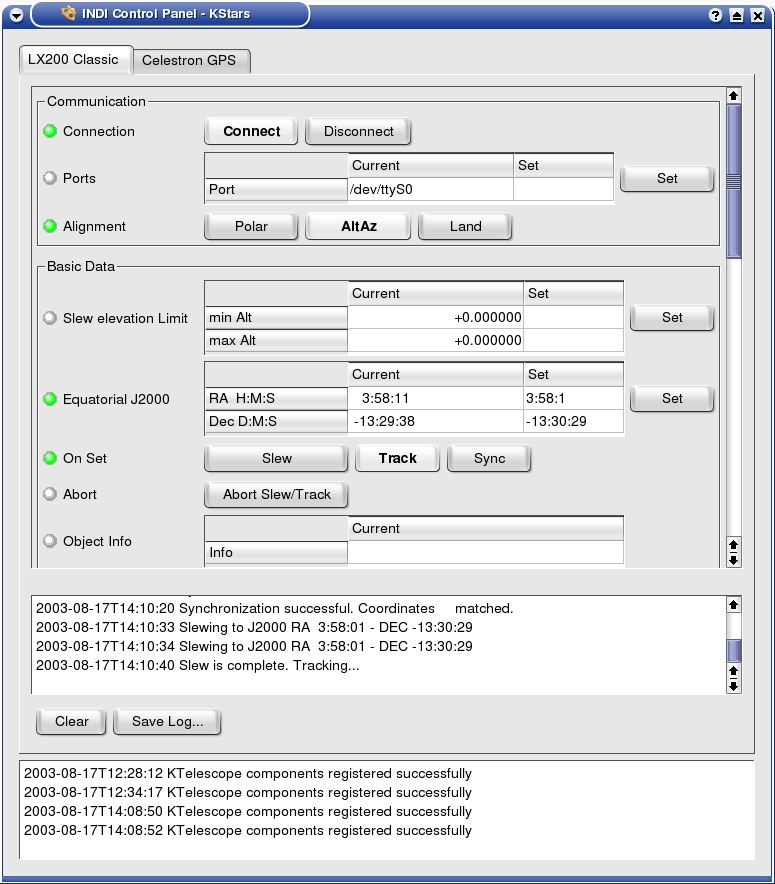 INDI Control Panel - KStars
LX200 Classic Celestron GPS
Communication
Connection Connect Disconnect
Current Set
Ports Port /dev/ttyS0 Set
Alignment Polar AltAz Land
Basic Data
Current Set
Slew elevation Limit min Alt +0.000000 Set
max Alt +0.000000
Current Set
Equatorial J2000 RA H:M:S 3:58:11 3:58:1 Set
Dec D:M:S -13:29:38 -13:30:29
On Set Slew Track Sync
Abort Abort Slew/Track
Current
Object Info Info
2003-08-17T14:10:20 Synchronization successful. Coordinates matched.
2003-08-17T14:10:33 Slewing to J2000 RA 3:58:01 - DEC -13:30:29
2003-08-17T14:10:34 Slewing to J2000 RA 3:58:01 - DEC -13:30:29
2003-08-17T14:10:40 Slew is complete. Tracking...
Clear Save Log...
2003-08-17T12:28:12 KTelescope components registered successfully
2003-08-17T12:34:17 KTelescope components registered successfully
2003-08-17T14:08:50 KTelescope components registered successfully
2003-08-17T14:08:52 KTelescope components registered successfully